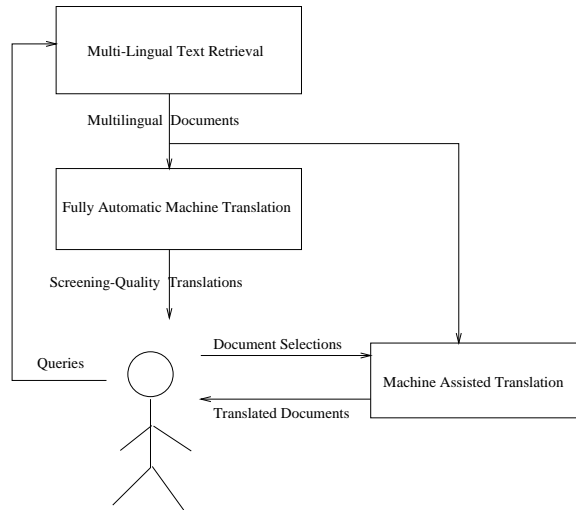 Multi-Lingual Text Retrieval
Multilingual Documents
Fully Automatic Machine Translation
Screening-Quality Translations
Document Selections
Queries
Machine Assisted Translation
Translated Documents